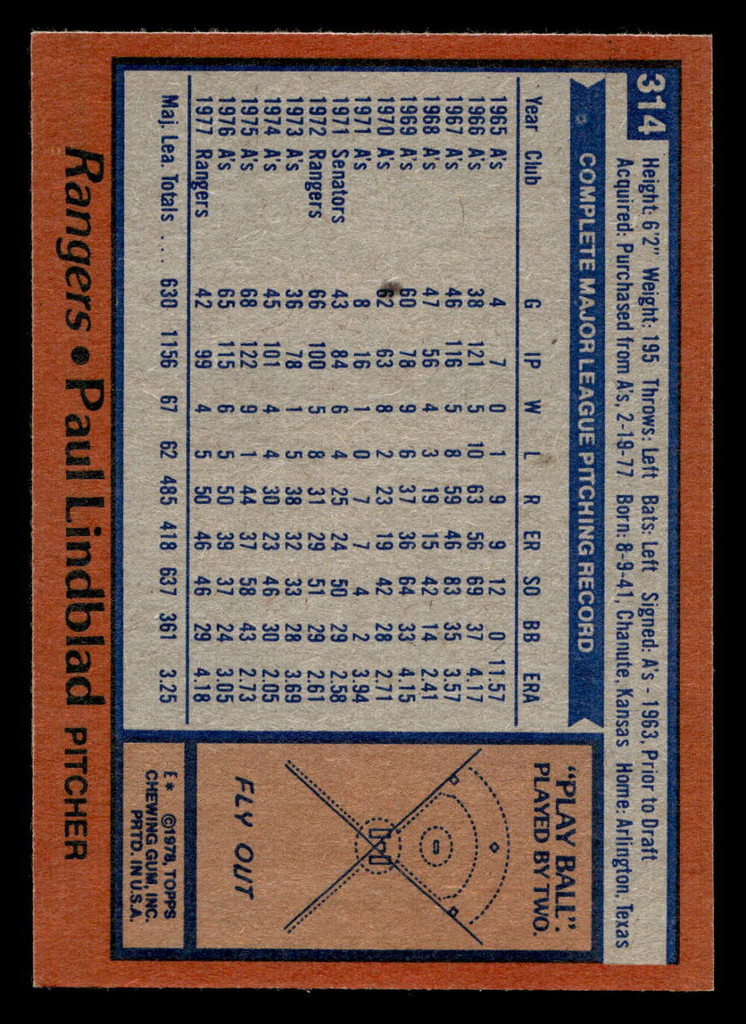 314
Height: 6'2" Weight: 195 Throws: Left Bats: Left Signed: A's - 1963, Prior to Draft
Acquired: Purchased from A's, 2-19-77 Born: 8-9-41, Chanute, Kansas Home: Arlington, Texas
COMPLETE MAJOR LEAGUE PITCHING RECORD
Year Club G IP W L R ER SO BB ERA
1965 A's 4 7 0 1 9 9 12 0 11.57
1966 A's 38 121 5 10 63 56 69 37 4.17
1967 A's 46 116 5 8 59 46 83 35 3.57
1968 A's 47 56 4 3 19 15 42 14 2.41
1969 A's 60 78 9 6 37 36 64 33 4.15
1970 A's 62 63 8 2 23 19 42 28 2.71
1971 A's 8 16 1 0 7 7 4 2 3.94
1971 Senators 43 84 6 4 25 24 50 29 2.58
1972 Rangers 66 100 5 8 31 29 51 29 2.61
1973 A's 36 78 1 5 38 32 33 28 3.69
1974 A's 45 101 4 4 30 23 46 30 2.05
1975 A's 68 122 9 1 44 37 58 43 2.73
1976 A's 65 115 6 5 50 39 37 24 3.05
1977 Rangers 42 99 4 5 50 46 46 29 4.18
Maj. Lea. Totals .... 630 1156 67 62 485 418 637 361 3.25
"PLAY BALL".
PLAYED BY TWO.
FLY OUT
E* ©1978, TOPPS
CHEWING GUM, INC.
PRTD. IN U.S.A.
Rangers • Paul Lindblad PITCHER